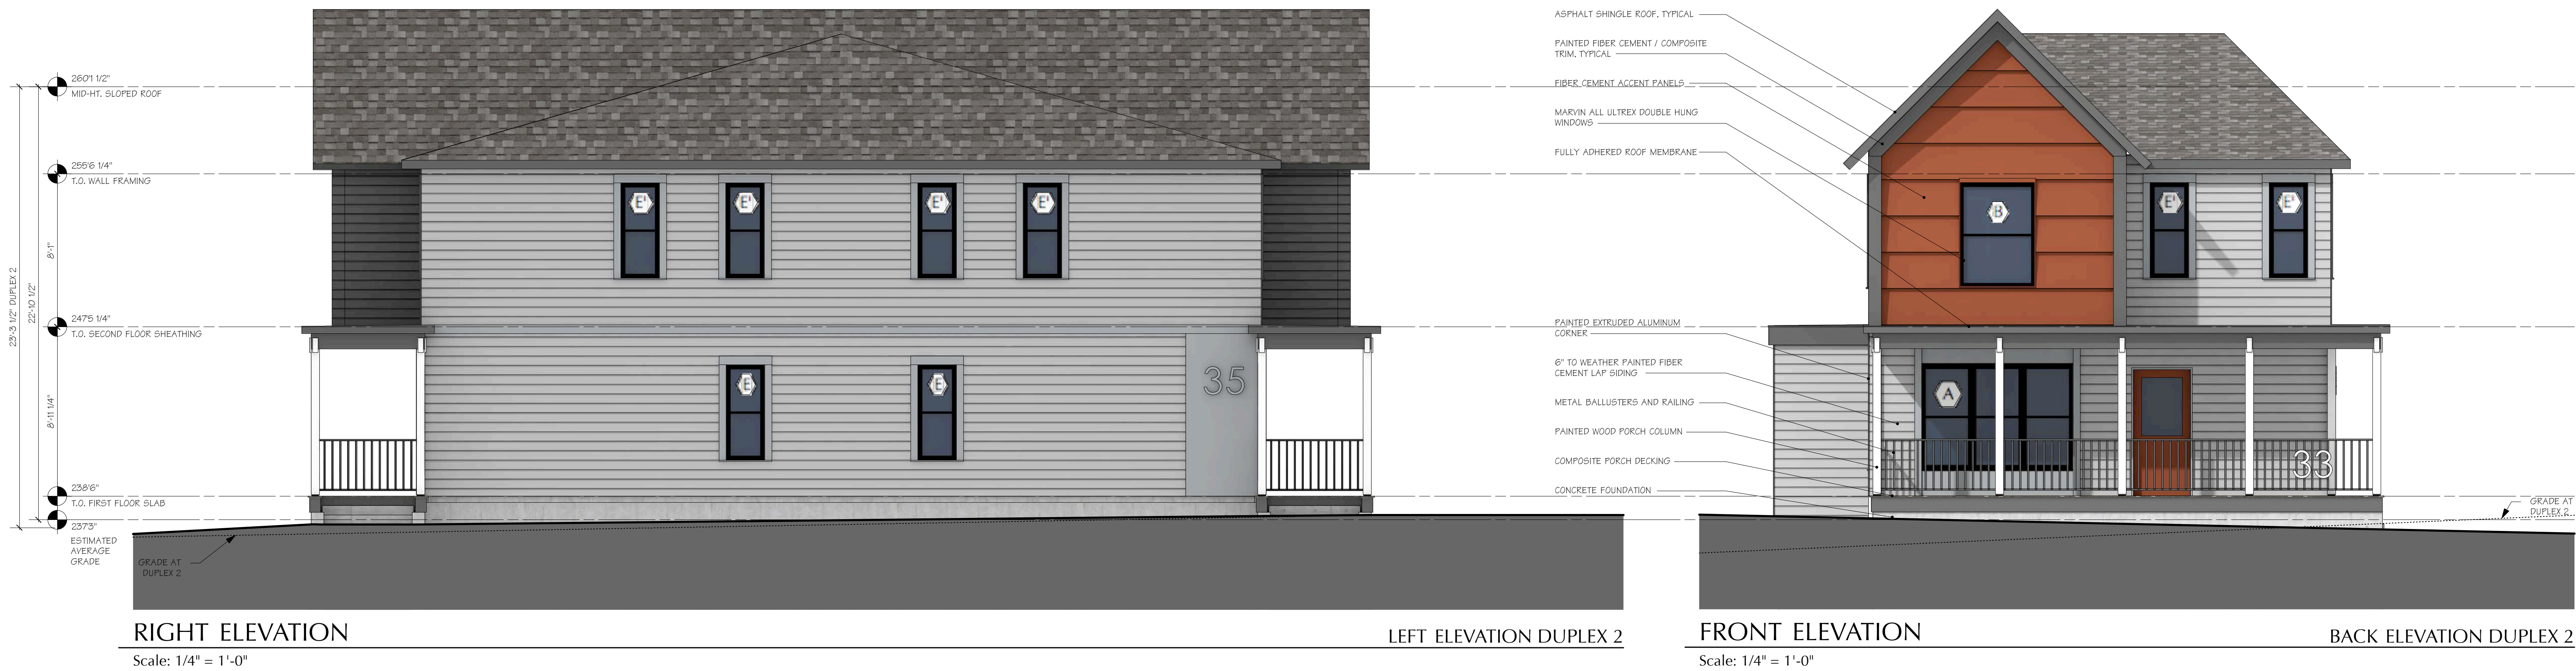 260'1 1/2"
MID-HT. SLOPED ROOF
255'6 1/4"
T.O. WALL FRAMING
8'-1"
23'-3 1/2" DUPLEX 2
22'-10 1/2"
247'5 1/4"
T.O. SECOND FLOOR SHEATHING
8'-11 1/4"
238'6"
T.O. FIRST FLOOR SLAB
237'3"
ESTIMATED
AVERAGE
GRADE
GRADE AT
DUPLEX 2
E'
E'
E'
E'
E
E
35
RIGHT ELEVATION
LEFT ELEVATION DUPLEX 2
Scale: 1/4" = 1'-0"
ASPHALT SHINGLE ROOF, TYPICAL
PAINTED FIBER CEMENT / COMPOSITE
TRIM, TYPICAL
FIBER CEMENT ACCENT PANELS
MARVIN ALL ULTREX DOUBLE HUNG
WINDOWS
FULLY ADHERED ROOF MEMBRANE
PAINTED EXTRUDED ALUMINUM
CORNER
6" TO WEATHER PAINTED FIBER
CEMENT LAP SIDING
METAL BALLUSTERS AND RAILING
PAINTED WOOD PORCH COLUMN
COMPOSITE PORCH DECKING
CONCRETE FOUNDATION
B
E'
E'
A
33
GRADE AT
DUPLEX 2
FRONT ELEVATION
BACK ELEVATION DUPLEX 2
Scale: 1/4" = 1'-0"